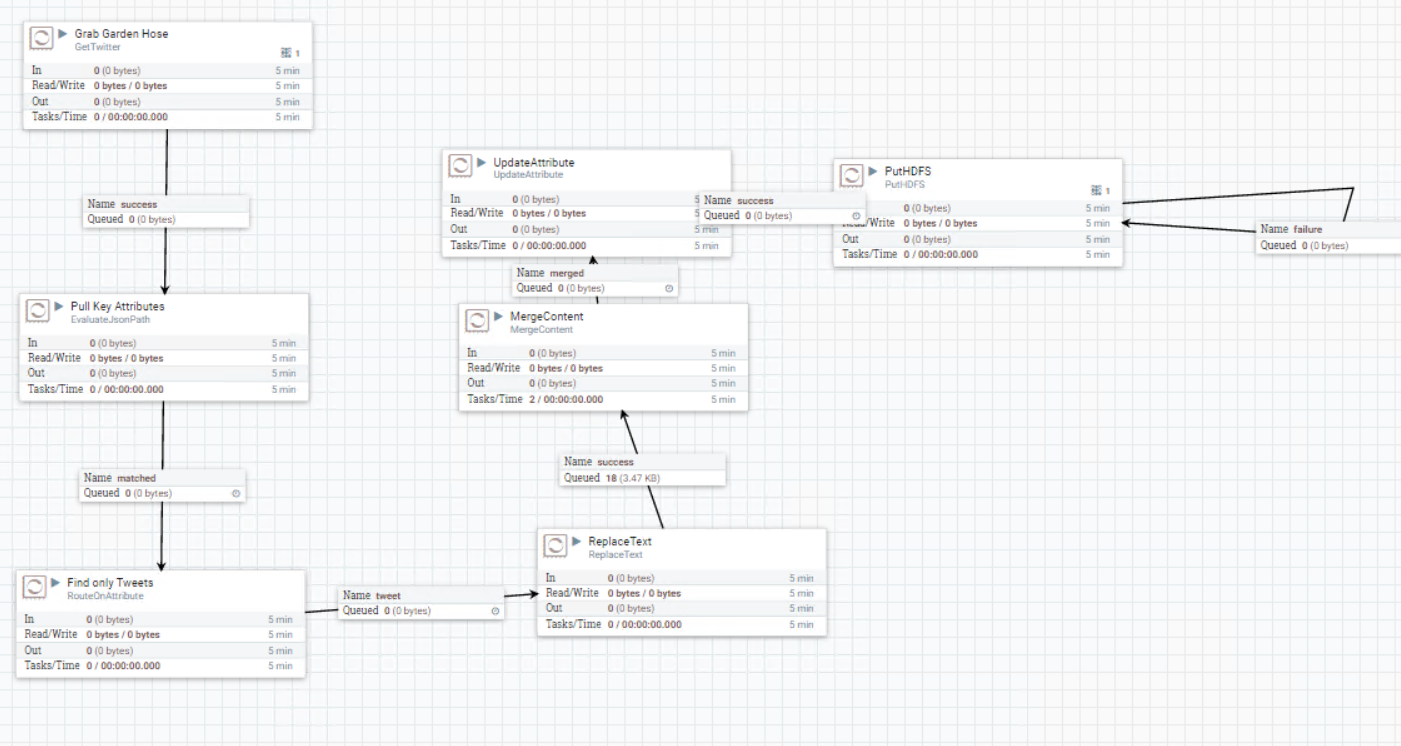 Grab Garden Hose
GetTwitter
1
In 0 (0 bytes) 5 min
Read/Write 0 bytes / 0 bytes 5 min
Out 0 (0 bytes) 5 min
Tasks/Time 0 / 00:00:00.000 5 min
Name success
Queued 0 (0 bytes)
Pull Key Attributes
EvaluateJsonPath
In 0 (0 bytes) 5 min
Read/Write 0 bytes / 0 bytes 5 min
Out 0 (0 bytes) 5 min
Tasks/Time 0 / 00:00:00.000 5 min
Name matched
Queued 0 (0 bytes)
Find only Tweets
RouteOnAttribute
In 0 (0 bytes) 5 min
Read/Write 0 bytes / 0 bytes 5 min
Out 0 (0 bytes) 5 min
Tasks/Time 0 / 00:00:00.000 5 min
Name tweet
Queued 0 (0 bytes)
ReplaceText
ReplaceText
In 0 (0 bytes) 5 min
Read/Write 0 bytes / 0 bytes 5 min
Out 0 (0 bytes) 5 min
Tasks/Time 0 / 00:00:00.000 5 min
Name success
Queued 18 (3.47 KB)
MergeContent
MergeContent
In 0 (0 bytes) 5 min
Read/Write 0 bytes / 0 bytes 5 min
Out 0 (0 bytes) 5 min
Tasks/Time 2 / 00:00:00.000 5 min
Name merged
Queued 0 (0 bytes)
UpdateAttribute
UpdateAttribute
In 0 (0 bytes) 5
Read/Write 0 bytes / 0 bytes
Out 0 (0 bytes) 5 min
Tasks/Time 0 / 00:00:00.000 5 min
Name success
Queued 0 (0 bytes)
PutHDFS
PutHDFS
1
0 (0 bytes) 5 min
Read/Write 0 bytes / 0 bytes 5 min
Out 0 (0 bytes) 5 min
Tasks/Time 0 / 00:00:00.000 5 min
Name failure
Queued 0 (0 bytes)